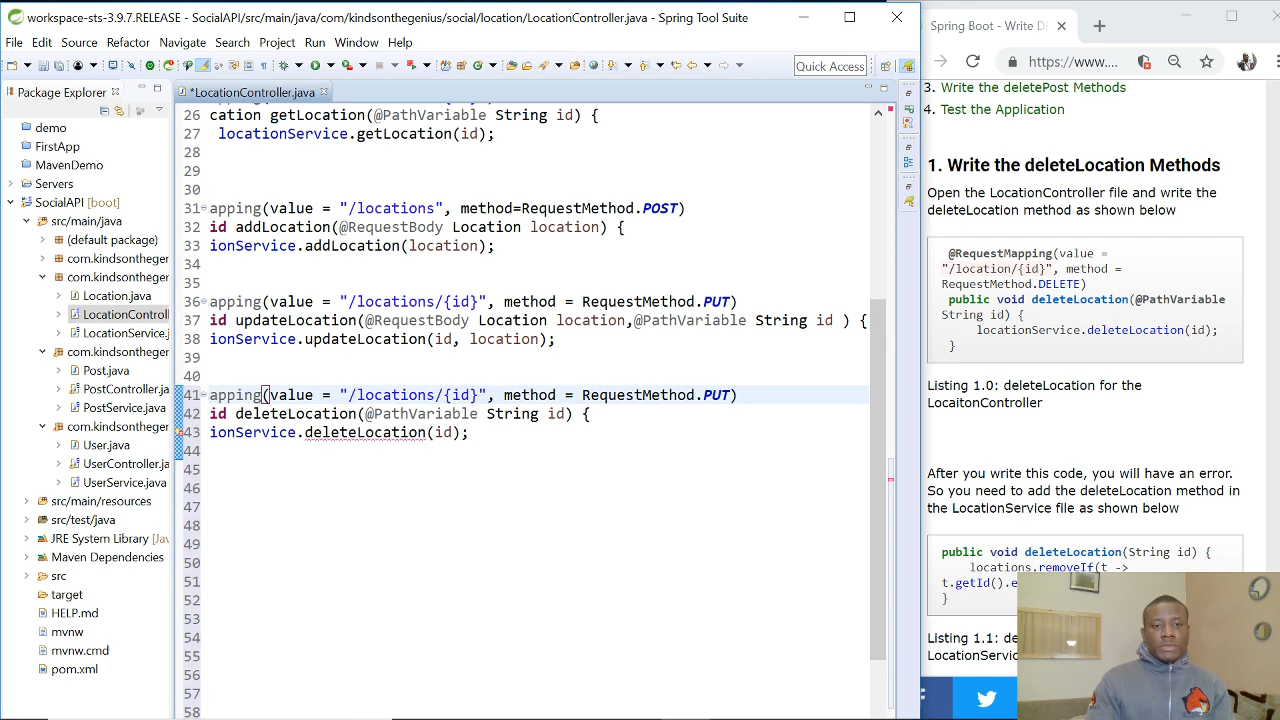 workspace-sts-3.9.7.RELEASE - SocialAPI/src/main/java/com/kindsonthegenius/social/location/LocationController.java - Spring Tool Suite
File Edit Source Refactor Navigate Search Project Run Window Help
Quick Access
Package Explorer
demo
FirstApp
MavenDemo
Servers
SocialAPI [boot]
src/main/java
(default package)
com.kindsonthegen
com.kindsonthegen
Location.java
LocationControll
LocationService.j
com.kindsonthegen
Post.java
PostController.ja
PostService.java
com.kindsonthegen
User.java
UserController.ja
UserService.java
src/main/resources
src/test/java
JRE System Library [Jav
Maven Dependencies
src
target
HELP.md
mvnw
mvnw.cmd
pom.xml
*LocationController.java
26 cation getLocation(@PathVariable String id) {
27 locationService.getLocation(id);
28
29
30
31 apping(value = "/locations", method=RequestMethod.POST)
32 id addLocation(@RequestBody Location location) {
33 ionService.addLocation(location);
34
35
36 apping(value = "/locations/{id}", method = RequestMethod.PUT)
37 id updateLocation(@RequestBody Location location,@PathVariable String id ) {
38 ionService.updateLocation(id, location);
39
40
41 apping(value = "/locations/{id}", method = RequestMethod.PUT)
42 id deleteLocation(@PathVariable String id) {
43 ionService.deleteLocation(id);
44
45
46
47
48
49
50
51
52
53
54
55
56
57
58
Spring Boot - Write D
https://www....
3. Write the deletePost Methods
4. Test the Application
1. Write the deleteLocation Methods
Open the LocationController file and write the
deleteLocation method as shown below
@RequestMapping(value =
"/location/{id}", method =
RequestMethod.DELETE)
public void deleteLocation(@PathVariable
String id) {
locationService.deleteLocation(id);
}
Listing 1.0: deleteLocation for the
LocaitonController
After you write this code, you will have an error.
So you need to add the deleteLocation method in
the LocationService file as shown below
public void deleteLocation(String id) {
locations.removeIf(t ->
t.getId().e
}
Listing 1.1: de
LocationServic